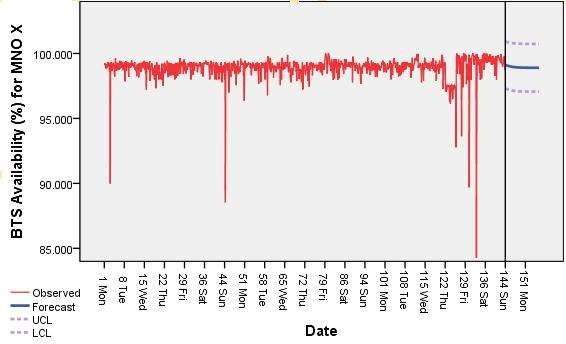 BTS Availability (%) for MNO X
100.000
95.000
90.000
85.000
1 Mon
8 Tue
15 Wed
22 Thu
29 Fri
36 Sat
44 Sun
51 Mon
58 Tue
65 Wed
72 Thu
79 Fri
86 Sat
94 Sun
101 Mon
108 Tue
115 Wed
122 Thu
129 Fri
136 Sat
144 Sun
151 Mon
Date
Observed
Forecast
UCL
LCL